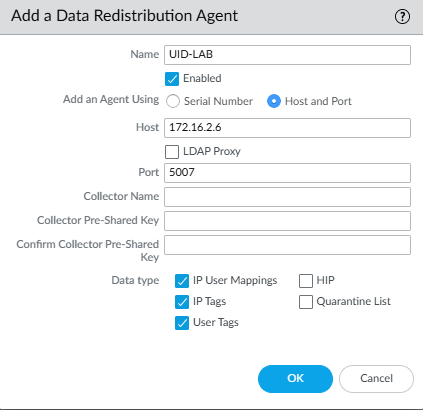 Add a Data Redistribution Agent ?
Name UID-LAB
Enabled
Add an Agent Using Serial Number Host and Port
Host 172.16.2.6
LDAP Proxy
Port 5007
Collector Name
Collector Pre-Shared Key
Confirm Collector Pre-Shared
Key
Data type IP User Mappings HIP
IP Tags Quarantine List
User Tags
OK Cancel